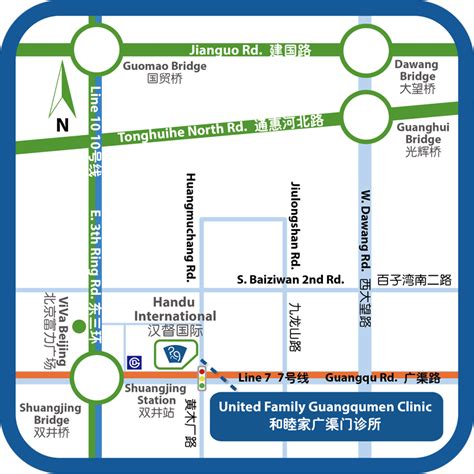 Jianguo Rd. 建国路
Guomao Bridge
国贸桥
Dawang
Bridge
大望桥
N
Line 10 10号线
Tonghuihe North Rd. 通惠河北路
Guanghui
Bridge
光辉桥
Huangmuchang Rd.
Jiulongshan Rd.
W. Dawang Rd. 西大望路
E. 3th Ring Rd. 东三环
S. Baiziwan 2nd Rd. 百子湾南二路
ViVa Beijing
北京富力广场
Handu
International
汉督国际
九龙山路
Line 7 7号线 Guangqu Rd. 广渠路
Shuangjing
Station
双井站
黄木厂路
Shuangjing
Bridge
双井桥
United Family Guangqumen Clinic
和睦家广渠门诊所